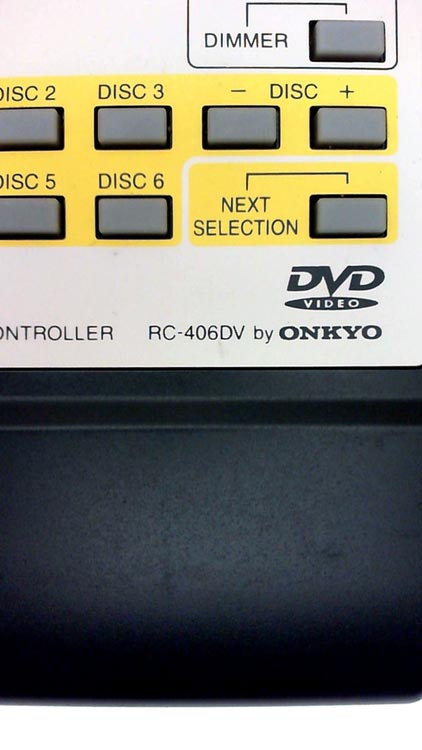 DIMMER
DISC 2 DISC 3 — DISC +
DISC 5 DISC 6 NEXT
SELECTION
DVD
VIDEO
ONTROLLER RC-406DV by ONKYO